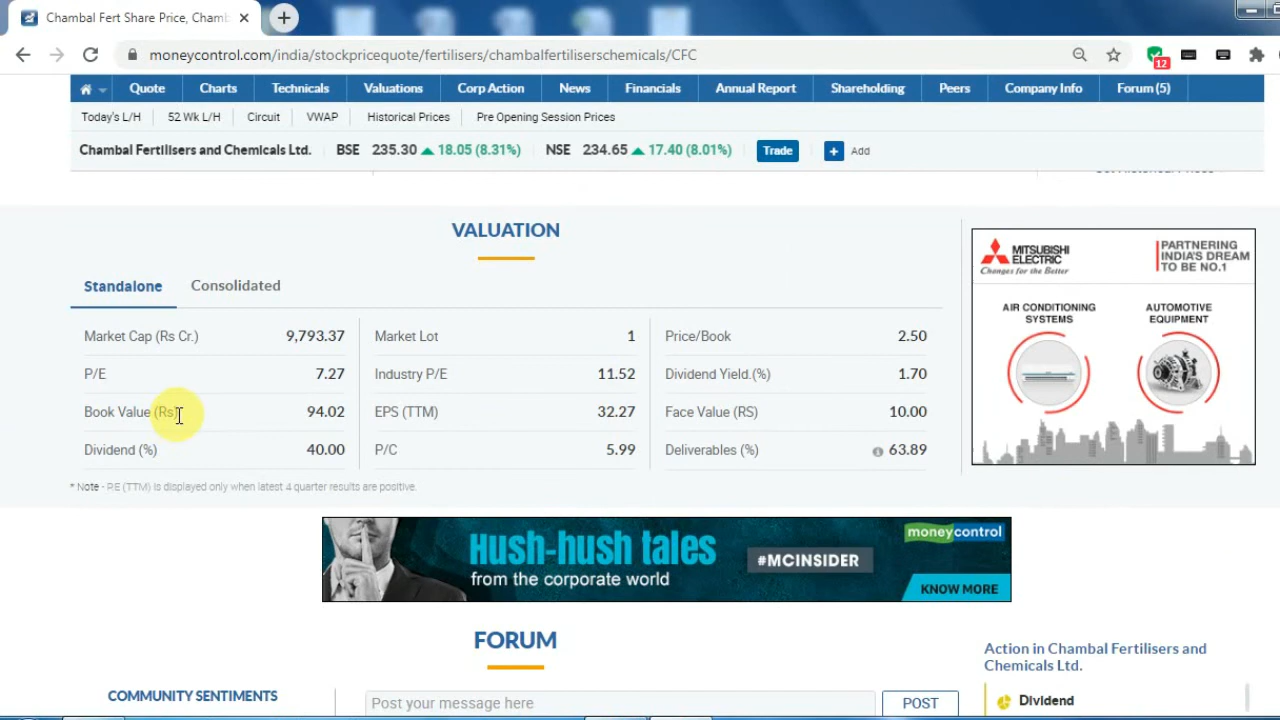 Chambal Fert Share Price, Chamb
moneycontrol.com/india/stockpricequote/fertilisers/chambalfertiliserschemicals/CFC
12
Quote Charts Technicals Valuations Corp Action News Financials Annual Report Shareholding Peers Company Info Forum (5)
Today's L/H 52 Wk L/H Circuit VWAP Historical Prices Pre Opening Session Prices
Chambal Fertilisers and Chemicals Ltd. BSE 235.30 18.05 (8.31%) NSE 234.65 17.40 (8.01%) Trade + Add
VALUATION
Standalone Consolidated
Market Cap (Rs Cr.) 9,793.37 Market Lot 1 Price/Book 2.50
P/E 7.27 Industry P/E 11.52 Dividend Yield.(%) 1.70
Book Value (Rs) 94.02 EPS (TTM) 32.27 Face Value (RS) 10.00
Dividend (%) 40.00 P/C 5.99 Deliverables (%) 63.89
* Note - P.E (TTM) is displayed only when latest 4 quarter results are positive.
MITSUBISHI ELECTRIC
Changes for the Better
PARTNERING
INDIA'S DREAM
TO BE NO.1
AIR CONDITIONING
SYSTEMS
AUTOMOTIVE
EQUIPMENT
Hush-hush tales
from the corporate world
#MCINSIDER
moneycontrol
KNOW MORE
FORUM
COMMUNITY SENTIMENTS
Post your message here
POST
Action in Chambal Fertilisers and
Chemicals Ltd.
Dividend